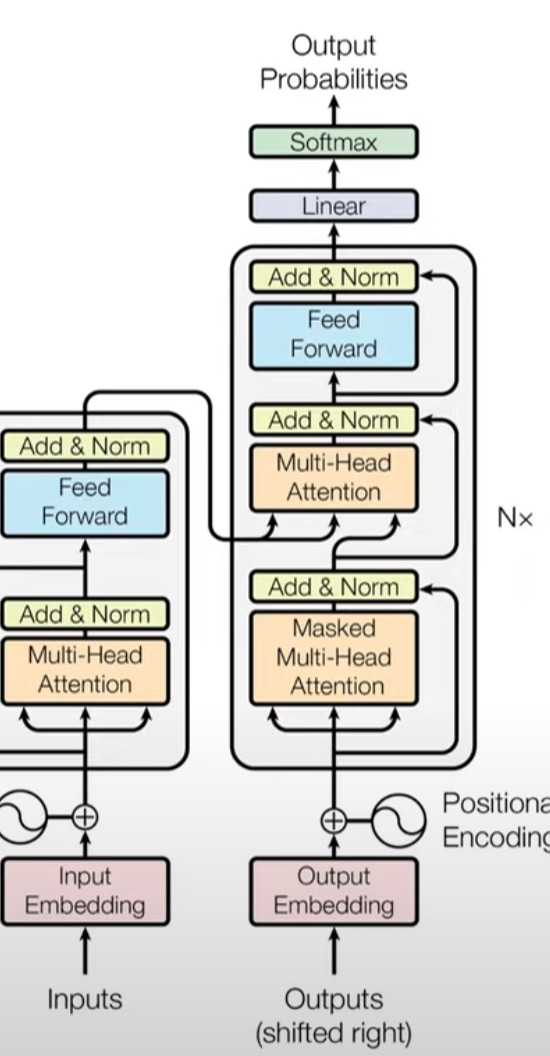 Output
Probabilities
Softmax
Linear
Add & Norm
Feed
Forward
Add & Norm
Multi-Head
Attention
Add & Norm
Masked
Multi-Head
Attention
Nx
Add & Norm
Feed
Forward
Add & Norm
Multi-Head
Attention
Positiona
Encoding
Input
Embedding
Output
Embedding
Inputs
Outputs
(shifted right)